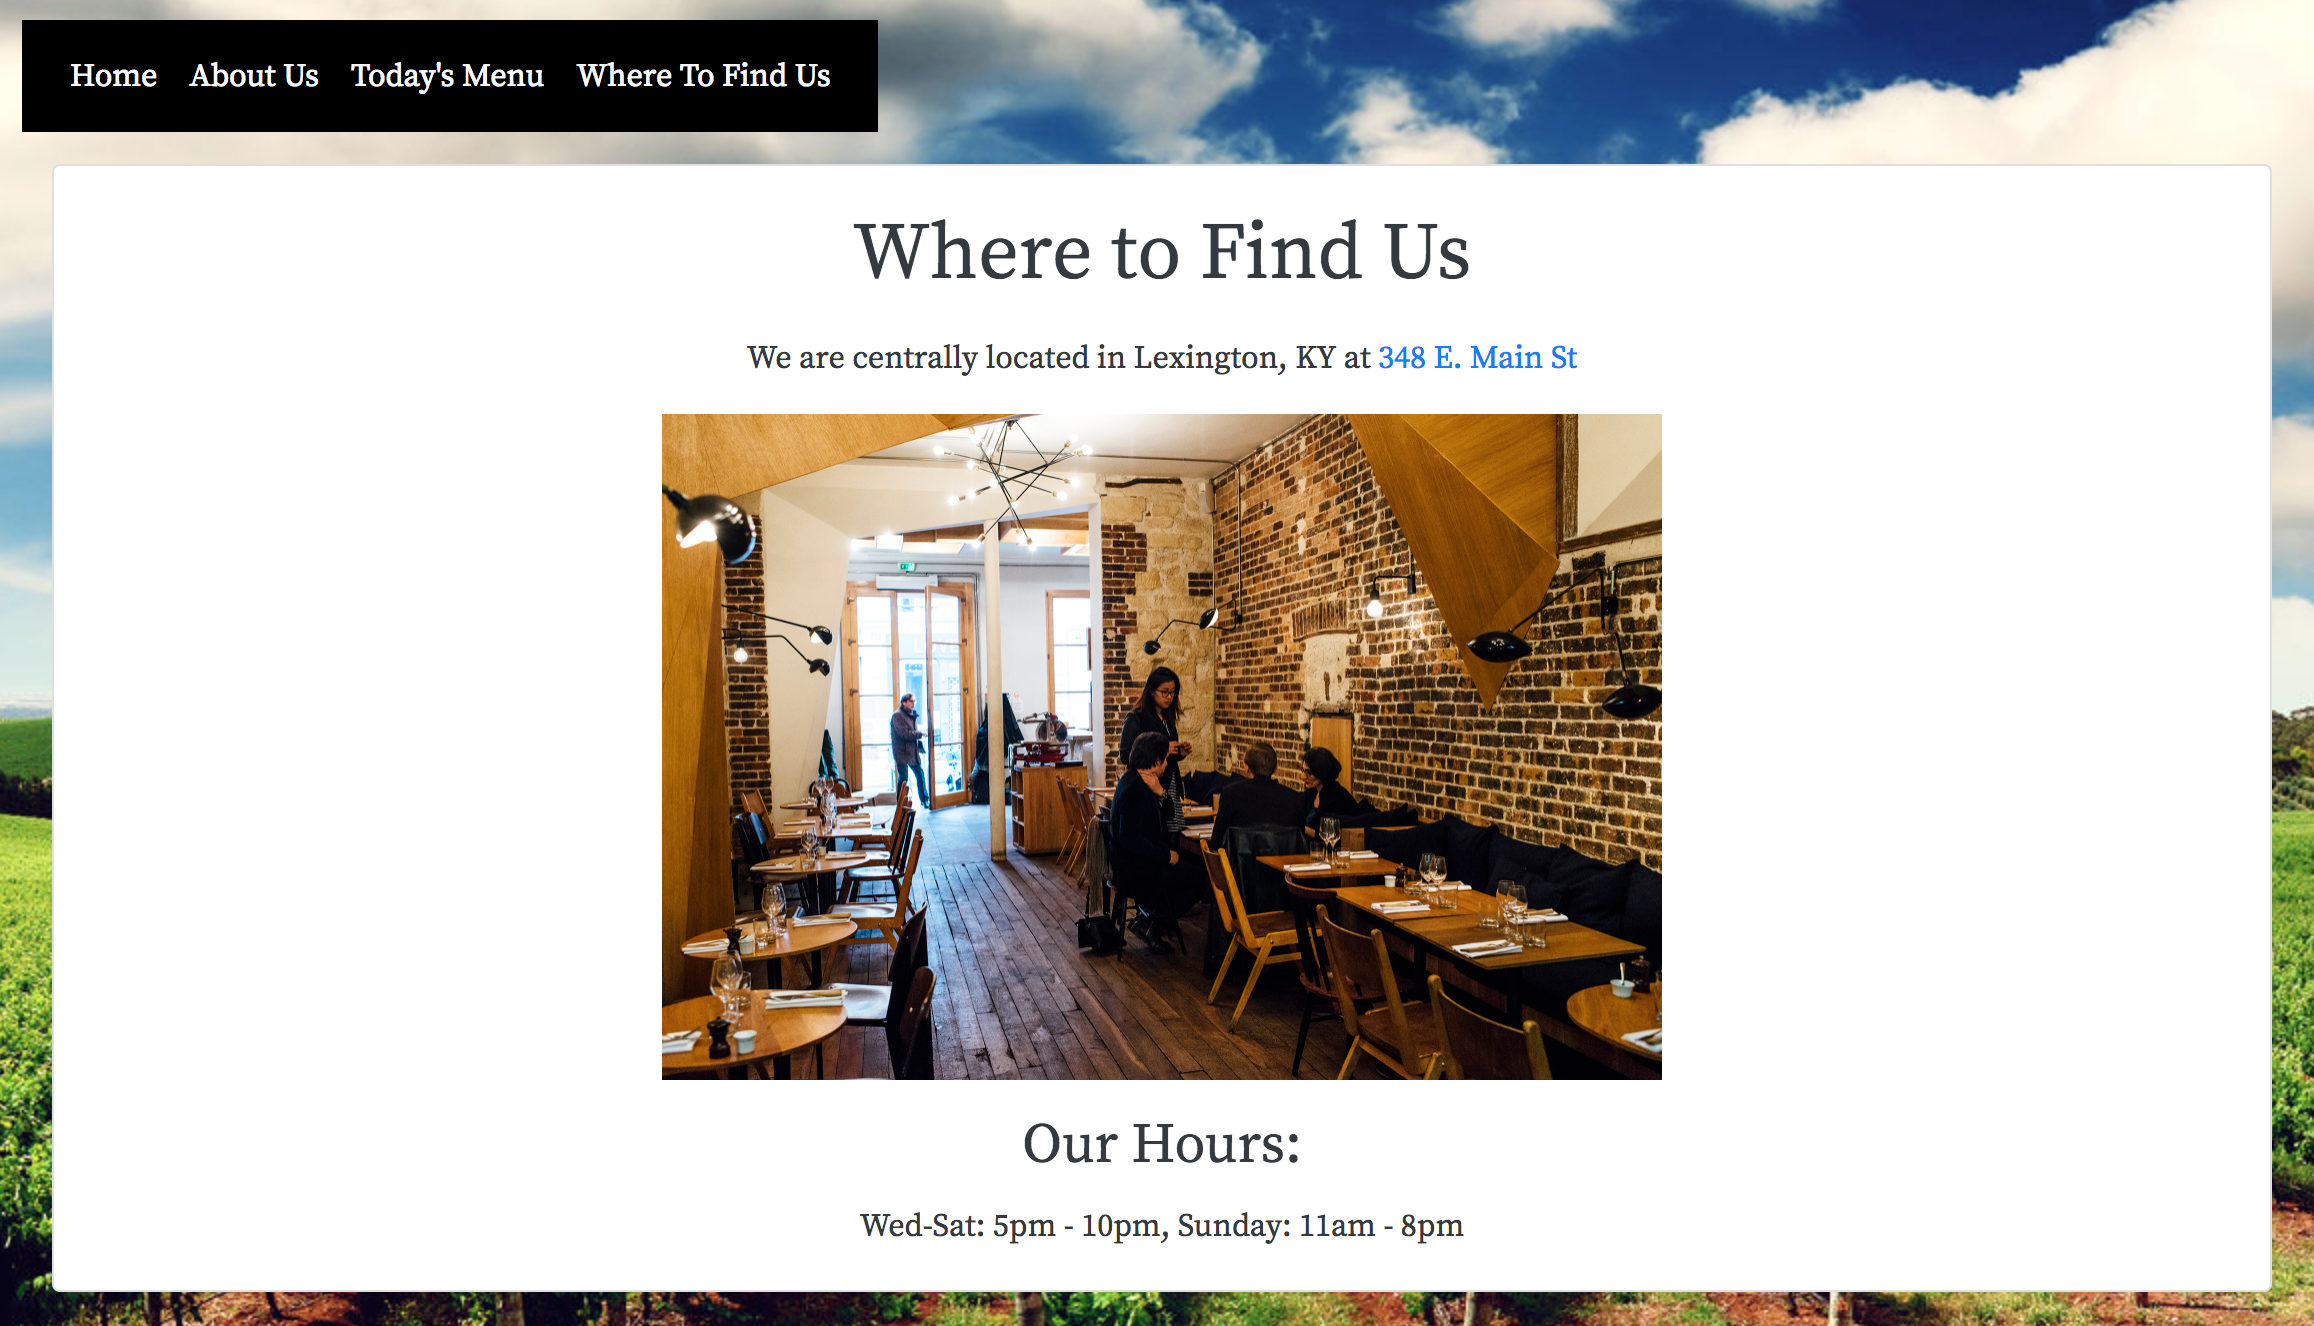 Home About Us Today's Menu Where To Find Us
Where to Find Us
We are centrally located in Lexington, KY at 348 E. Main St
Our Hours:
Wed-Sat: 5pm - 10pm, Sunday: 11am - 8pm